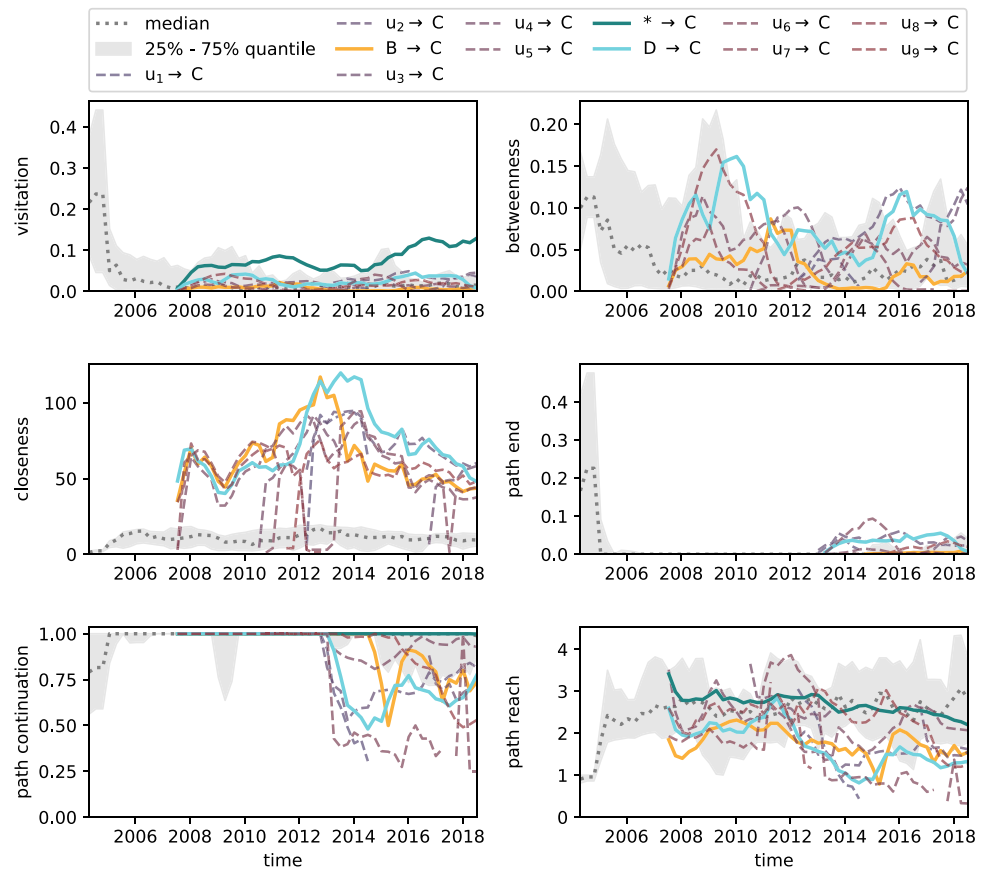 median
25% - 75% quantile
u1 → C
u2 → C
B → C
u3 → C
u4 → C
u5 → C
* → C
D → C
u6 → C
u7 → C
u8 → C
u9 → C
visitation
0.4
0.3
0.2
0.1
0.0
2006 2008 2010 2012 2014 2016 2018
betweenness
0.20
0.15
0.10
0.05
0.00
2006 2008 2010 2012 2014 2016 2018
closeness
100
50
0
2006 2008 2010 2012 2014 2016 2018
path end
0.4
0.3
0.2
0.1
0.0
2006 2008 2010 2012 2014 2016 2018
path continuation
1.00
0.75
0.50
0.25
0.00
2006 2008 2010 2012 2014 2016 2018
time
path reach
4
3
2
1
0
2006 2008 2010 2012 2014 2016 2018
time